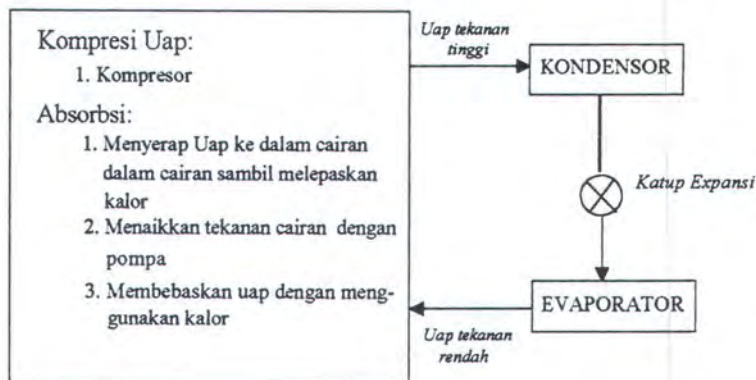 Kompresi Uap:
1. Kompresor
Absorbsi:
1. Menyerap Uap ke dalam cairan
dalam cairan sambil melepaskan
kalor
2. Menaikkan tekanan cairan dengan
pompa
3. Membebaskan uap dengan meng-
gunakan kalor
Uap tekanan
tinggi
KONDENSOR
Katup Expansi
EVAPORATOR
Uap tekanan
rendah